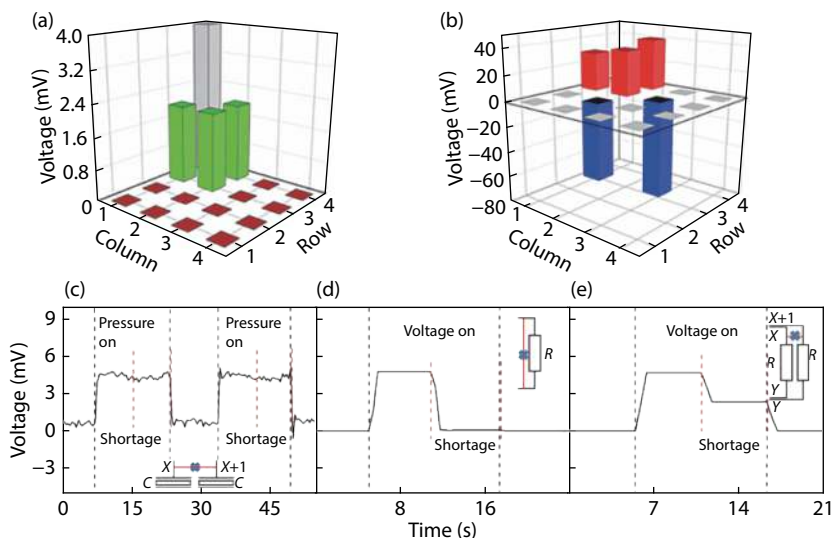 (a)
4.0
3.2
2.4
1.6
0.8
0
Voltage (mV)
1
2
3
4
Column
1
2
3
4
Row
(b)
40
20
0
−20
−40
−60
−80
Voltage (mV)
1
2
3
4
Column
1
2
3
4
Row
(c)
9
6
3
0
−3
Voltage (mV)
Pressure
on
Pressure
on
Shortage
Shortage
X
X+1
C
C
0
15
30
45
(d)
Voltage on
R
Shortage
8
16
(e)
Voltage on
X+1
X
R
R
Y
Y
Shortage
7
14
21
Time (s)